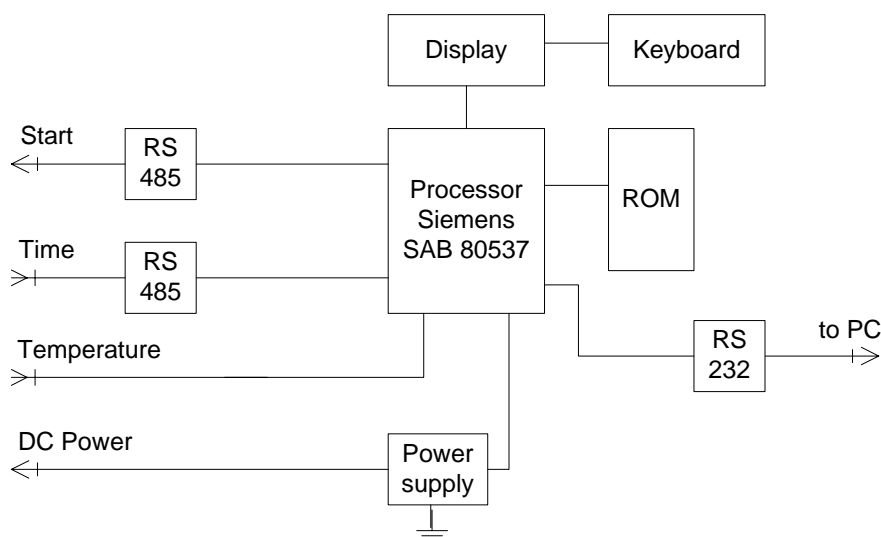 Display
Keyboard
Start
RS
485
Processor
Siemens
SAB 80537
ROM
Time
RS
485
Temperature
to PC
RS
232
DC Power
Power
supply